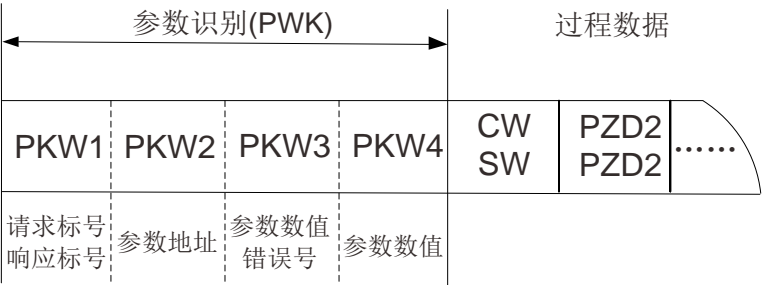 参数识别(PWK) 过程数据
PKW1 PKW2 PKW3 PKW4 CW PZD2 ......
SW PZD2
请求标号 参数地址 参数数值 参数数值
响应标号 错误号